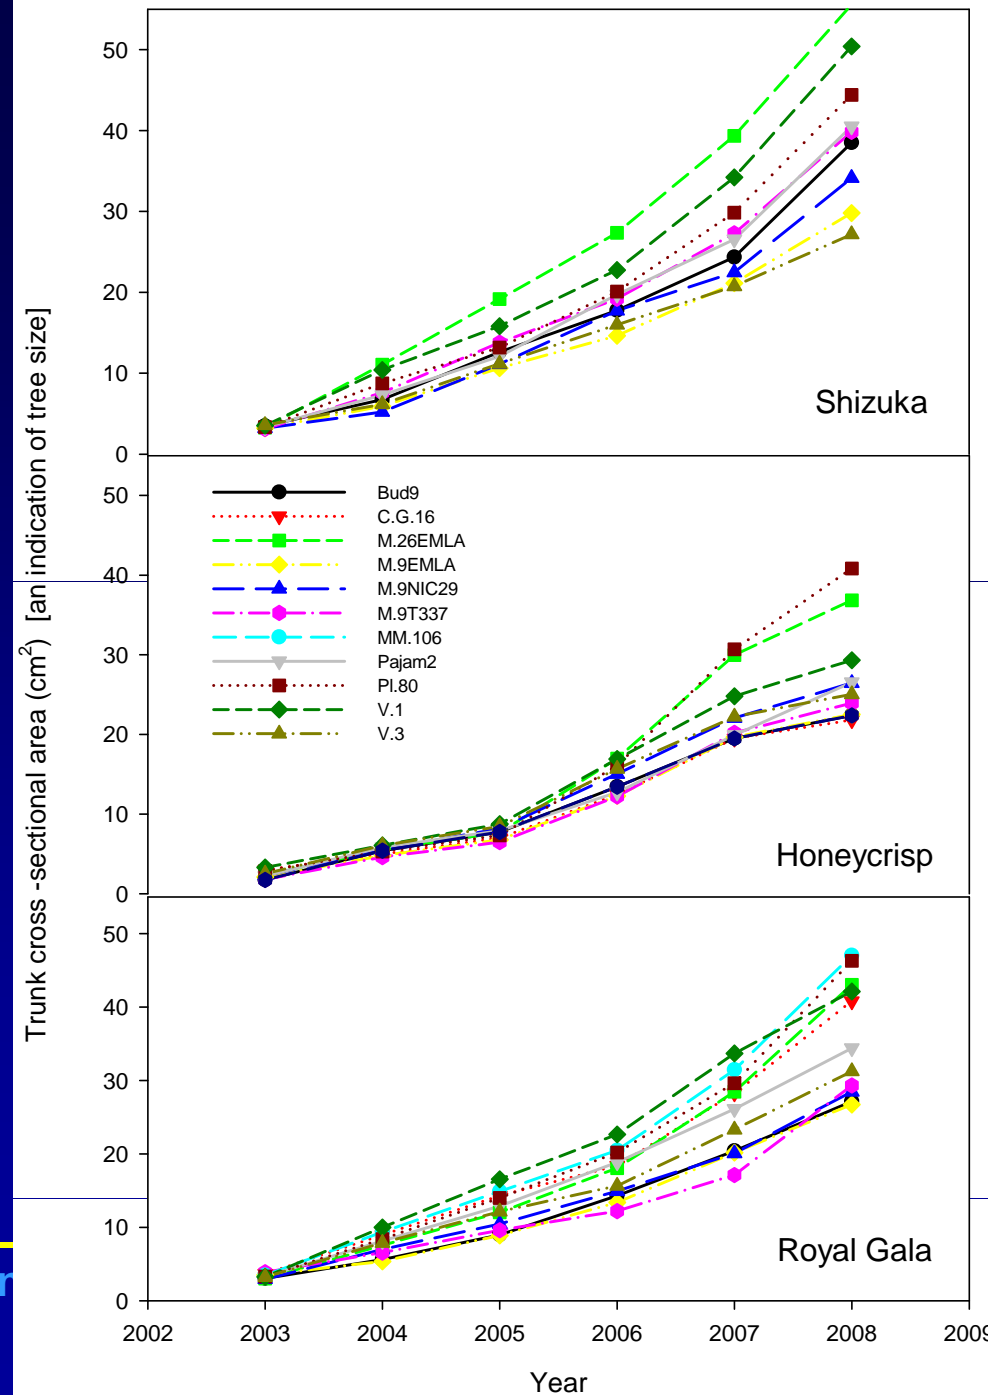 50
40
30
20
10
0
Shizuka
Trunk cross -sectional area (cm2)  [an indication of tree size]
50
40
30
20
10
0
Bud9
C.G.16
M.26EMLA
M.9EMLA
M.9NIC29
M.9T337
MM.106
Pajam2
PI.80
V.1
V.3
Honeycrisp
50
40
30
20
10
0
Royal Gala
r
2002 2003 2004 2005 2006 2007 2008 2009
Year